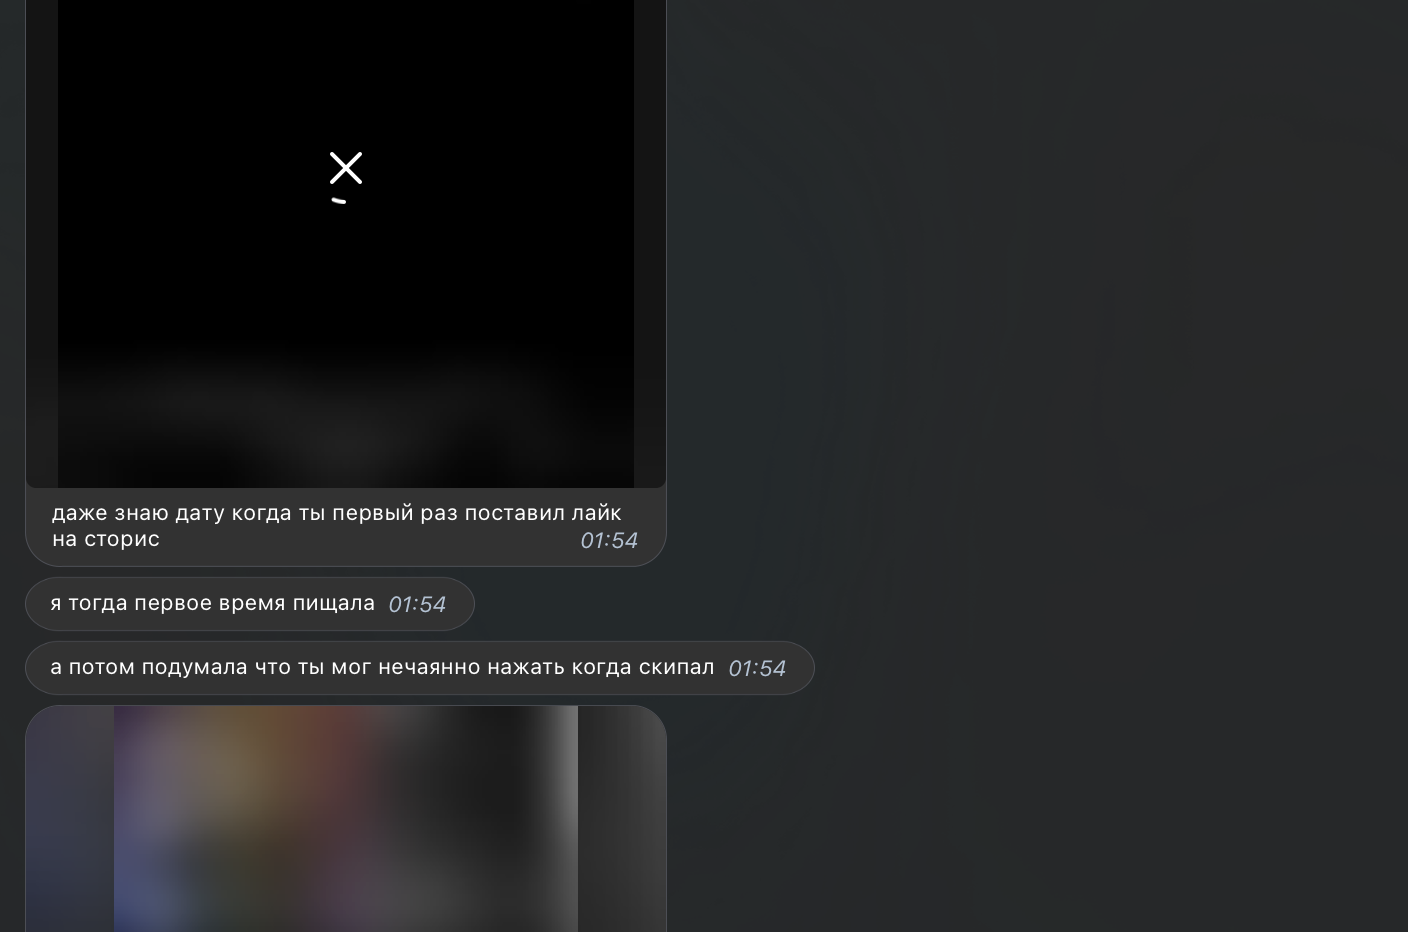 даже знаю дату когда ты первый раз поставил лайк
на сторис 01:54
я тогда первое время пищала 01:54
а потом подумала что ты мог нечаянно нажать когда скипал 01:54